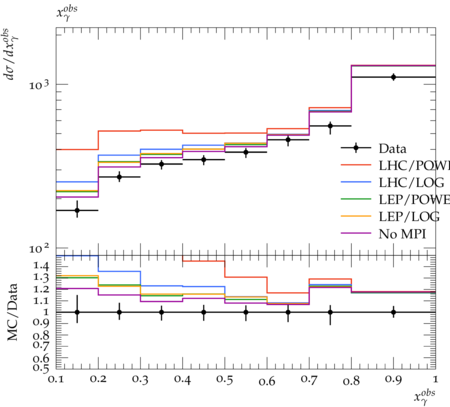 x_γ^obs
dσ/dx_γ^obs
10³
10²
Data
LHC/POWE
LHC/LOG
LEP/POWE
LEP/LOG
No MPI
MC/Data
1.4
1.3
1.2
1.1
1
0.9
0.8
0.7
0.6
0.5
0.1 0.2 0.3 0.4 0.5 0.6 0.7 0.8 0.9 1
x_γ^obs